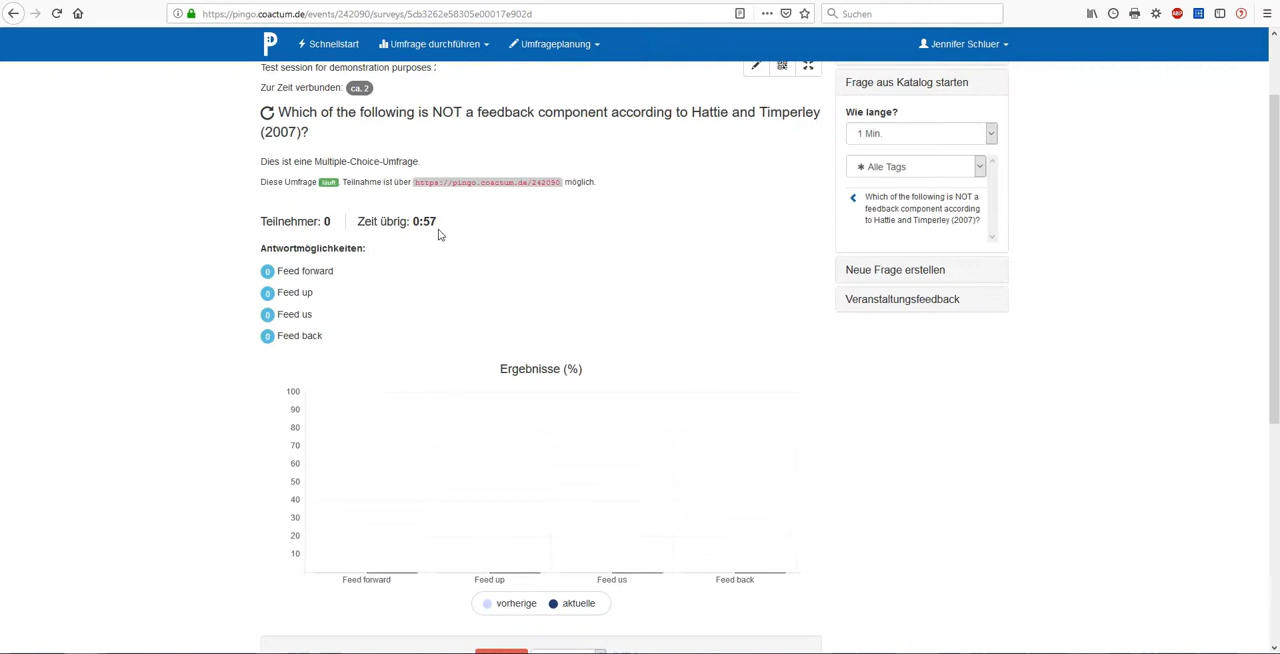 https://pingo.coactum.de/events/242090/surveys/5cb3262e58305e00017e902d
Suchen
ABP
Schnellstart
Umfrage durchführen
Umfrageplanung
Jennifer Schluer
Test session for demonstration purposes :
Zur Zeit verbunden: ca. 2
Which of the following is NOT a feedback component according to Hattie and Timperley
(2007)?
Dies ist eine Multiple-Choice-Umfrage.
Diese Umfrage läuft. Teilnahme ist über https://pingo.coactum.de/242090 möglich.
Teilnehmer: 0
Zeit übrig: 0:57
Antwortmöglichkeiten:
0 Feed forward
0 Feed up
0 Feed us
0 Feed back
Ergebnisse (%)
100
90
80
70
60
50
40
30
20
10
Feed forward
Feed up
Feed us
Feed back
vorherige
aktuelle
Frage aus Katalog starten
Wie lange?
1 Min.
✱ Alle Tags
Which of the following is NOT a
feedback component according
to Hattie and Timperley (2007)?
Neue Frage erstellen
Veranstaltungsfeedback